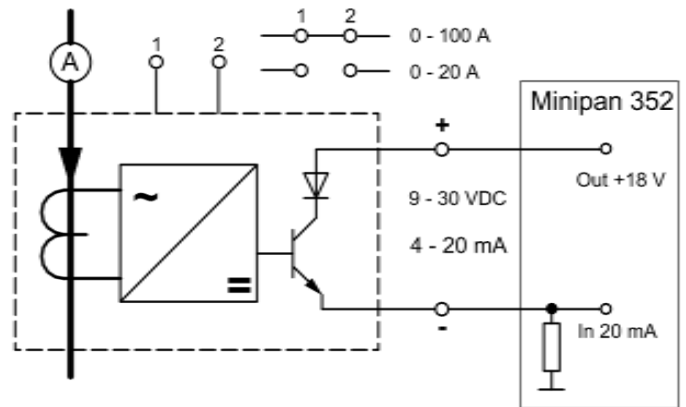 1 2
0 - 100 A
0 - 20 A
A
1 2
Minipan 352
+
Out +18 V
9 - 30 VDC
4 - 20 mA
~
=
-
In 20 mA